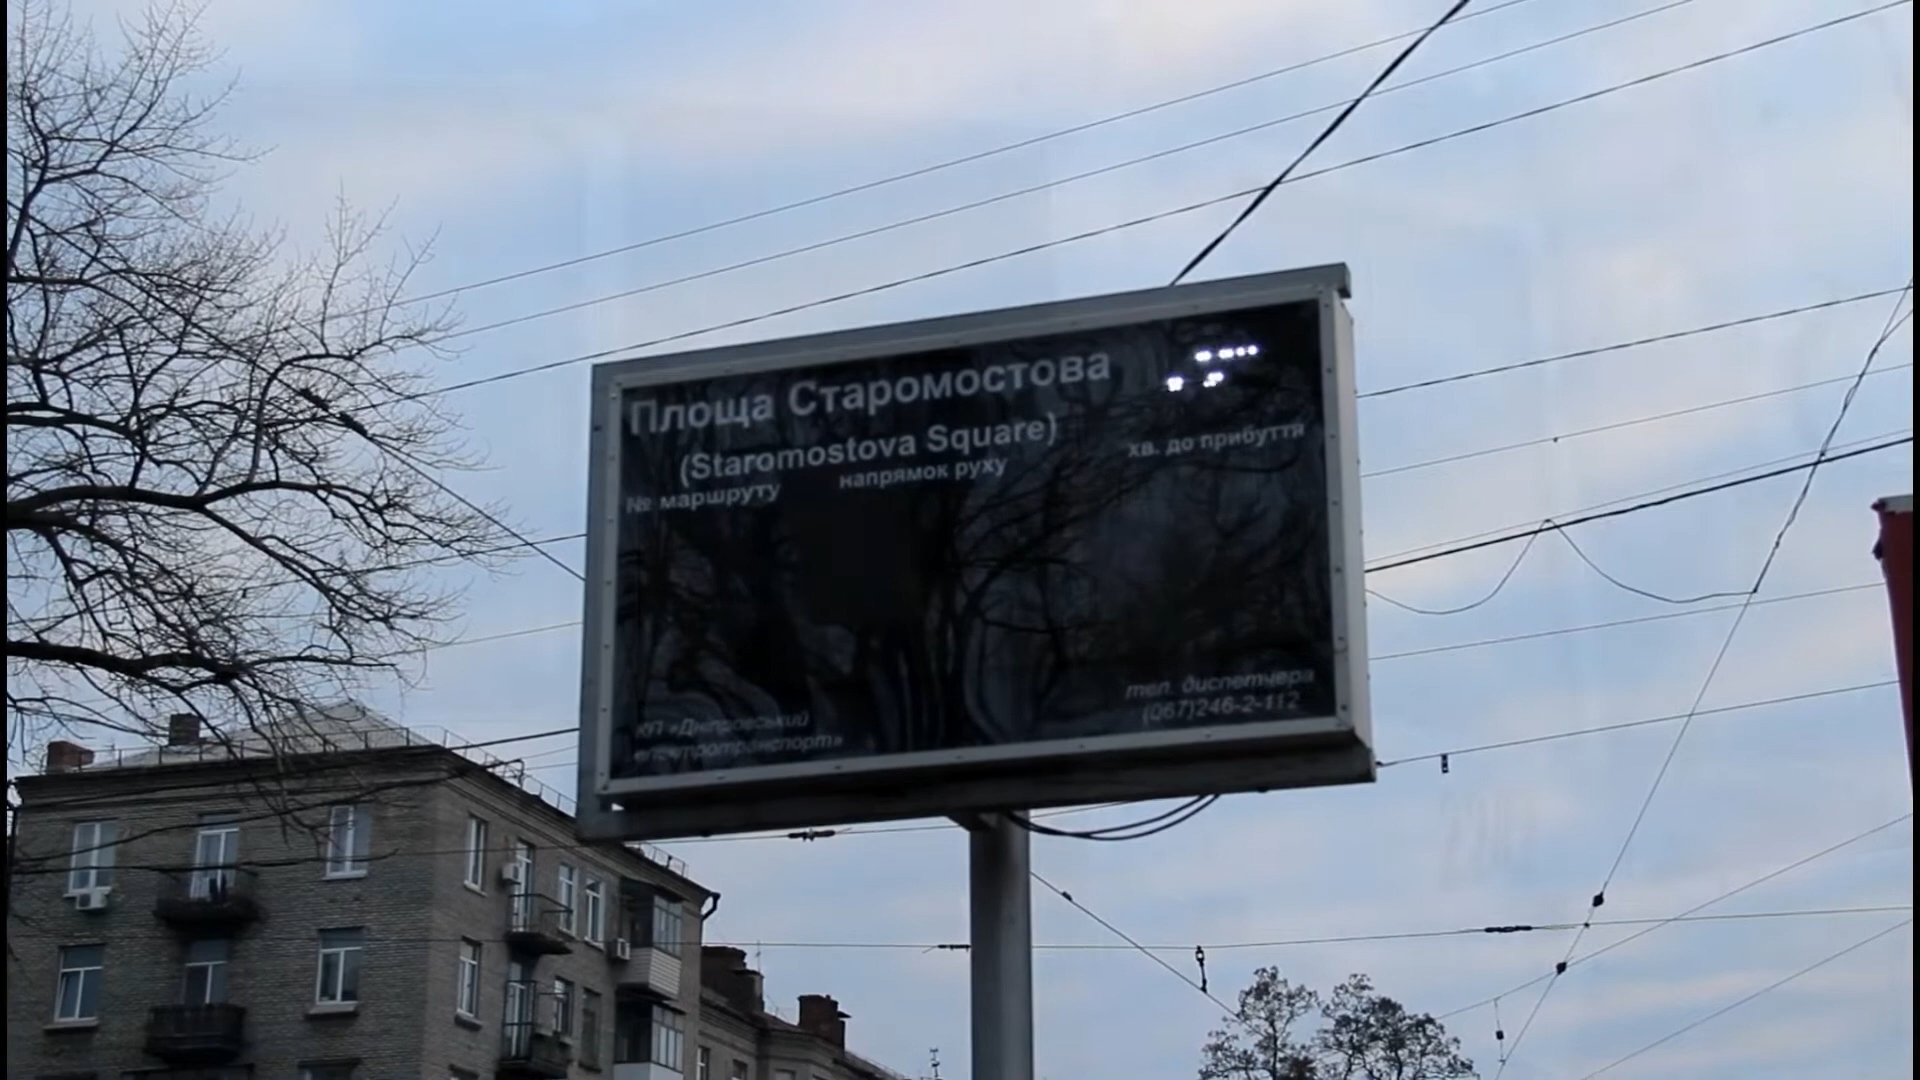 Площа Старомостова
(Staromostova Square)
№ маршруту напрямок руху хв. до прибуття
КП «Дніпровський
електротранспорт»
тел. диспетчера
(067)246-2-112